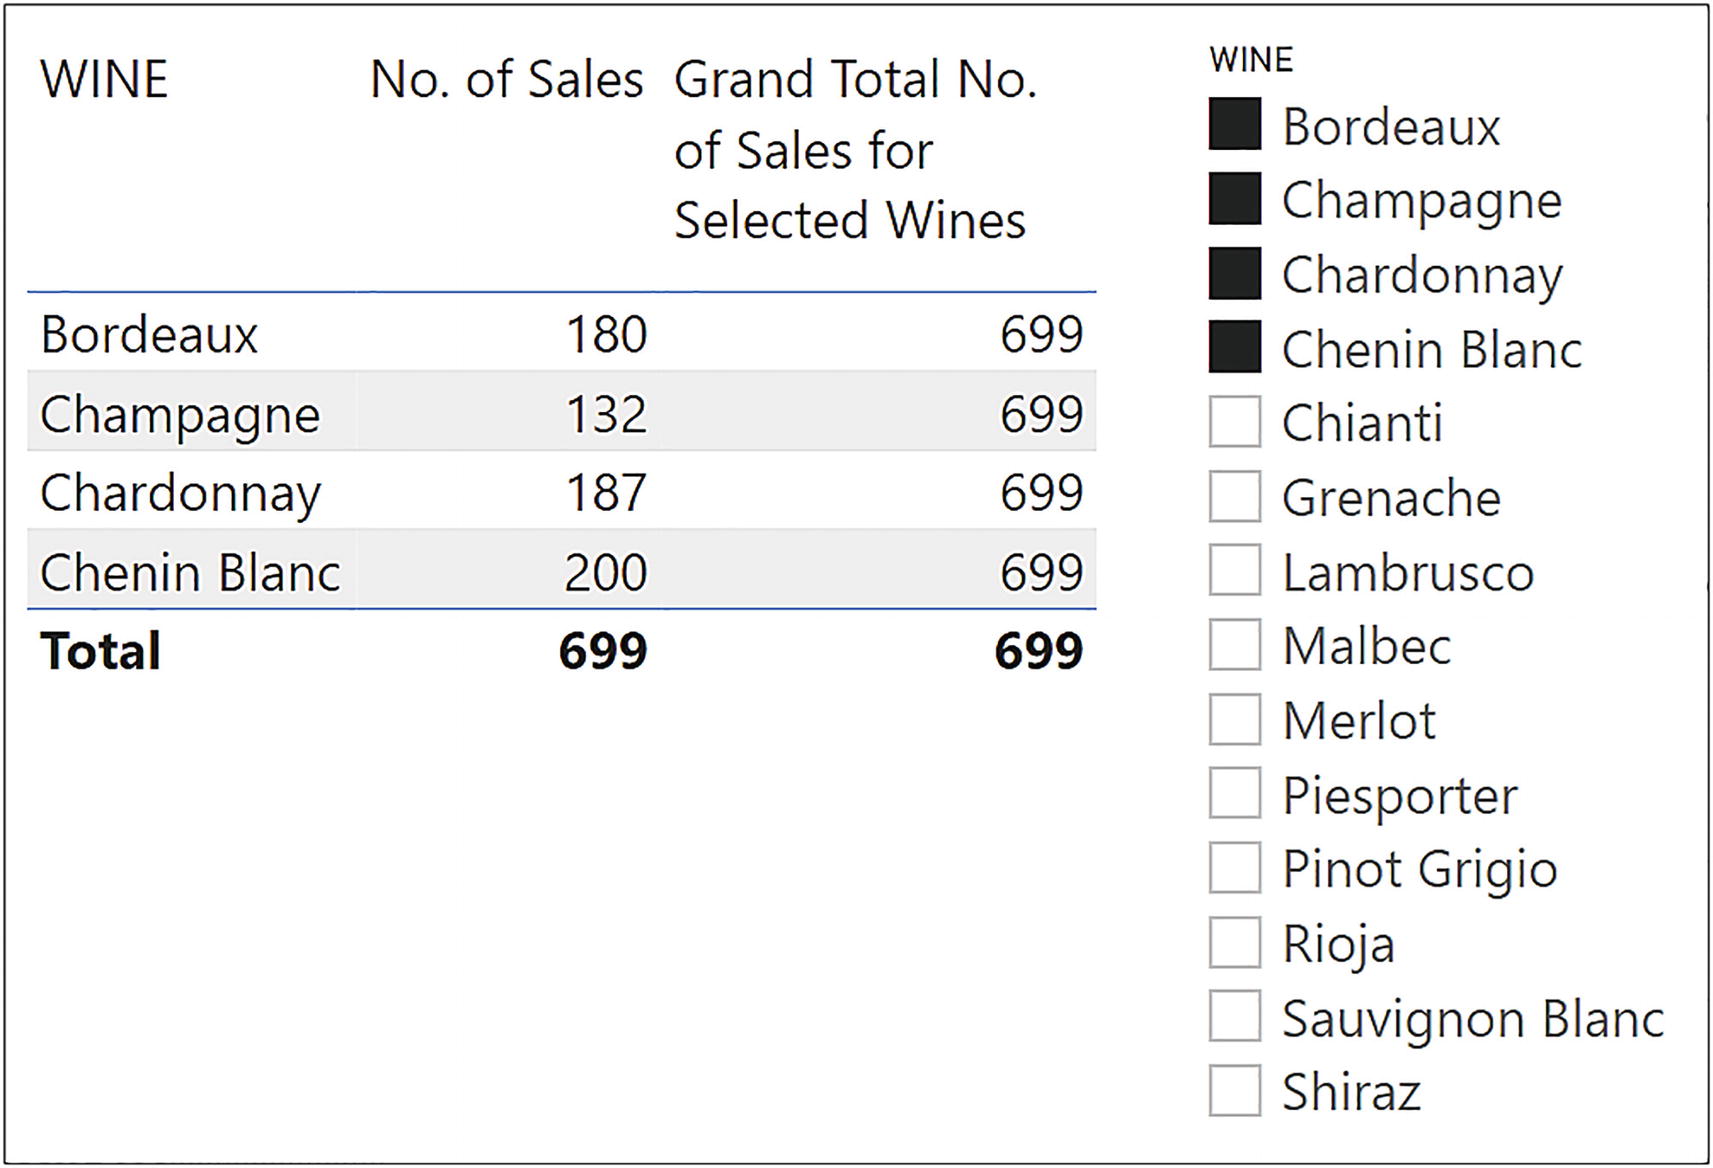 WINE No. of Sales Grand Total No.
of Sales for
Selected Wines
Bordeaux 180 699
Champagne 132 699
Chardonnay 187 699
Chenin Blanc 200 699
Total 699 699
WINE
Bordeaux
Champagne
Chardonnay
Chenin Blanc
Chianti
Grenache
Lambrusco
Malbec
Merlot
Piesporter
Pinot Grigio
Rioja
Sauvignon Blanc
Shiraz